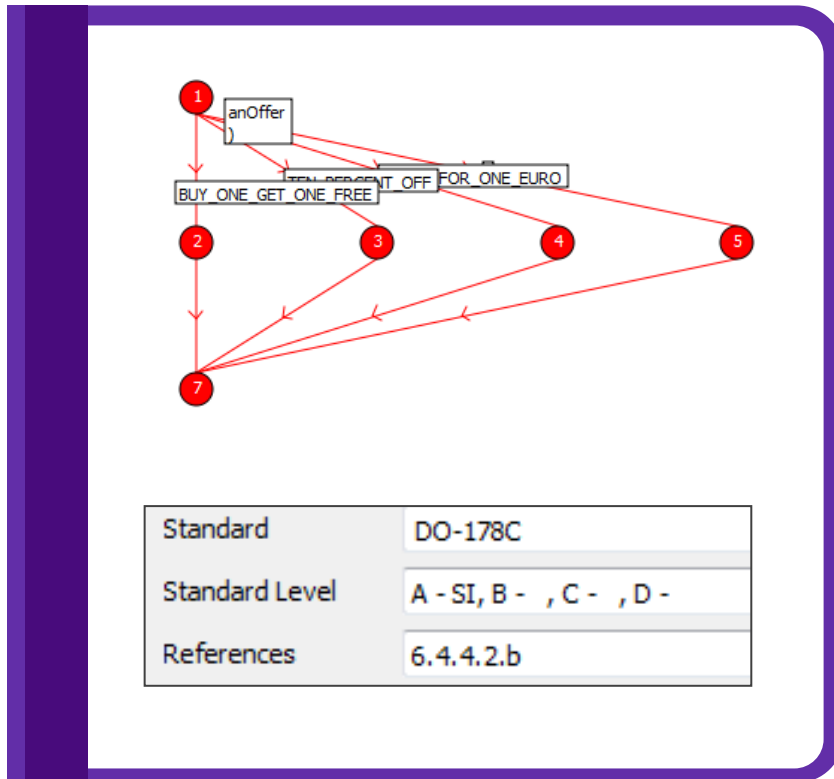 1
anOffer
)
FOR_ONE_EURO
TEN_PERCENT_OFF
BUY_ONE_GET_ONE_FREE
2
3
4
5
7
Standard DO-178C
Standard Level A - SI, B - , C - , D -
References 6.4.4.2.b